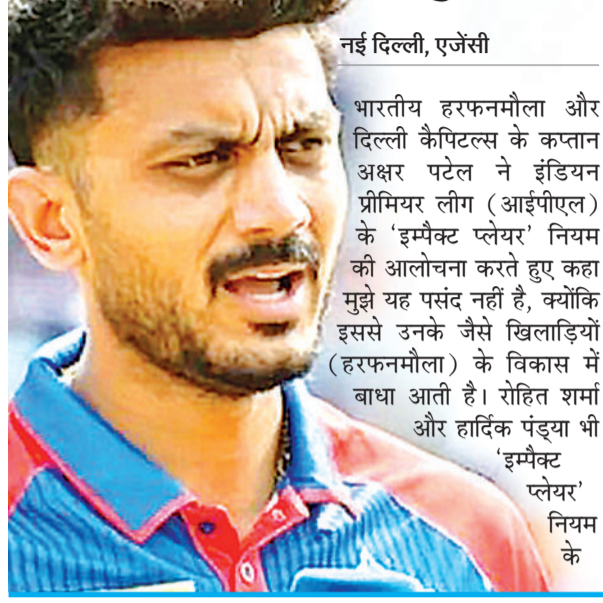 नई दिल्ली, एजेंसी
भारतीय हरफनमौला और
दिल्ली कैपिटल्स के कप्तान
अक्षर पटेल ने इंडियन
प्रीमियर लीग (आईपीएल)
के 'इम्पैक्ट प्लेयर' नियम
की आलोचना करते हुए कहा
मुझे यह पसंद नहीं है, क्योंकि
इससे उनके जैसे खिलाड़ियों
(हरफनमौला) के विकास में
बाधा आती है। रोहित शर्मा
और हार्दिक पंड्या भी
'इम्पैक्ट
प्लेयर'
नियम
के